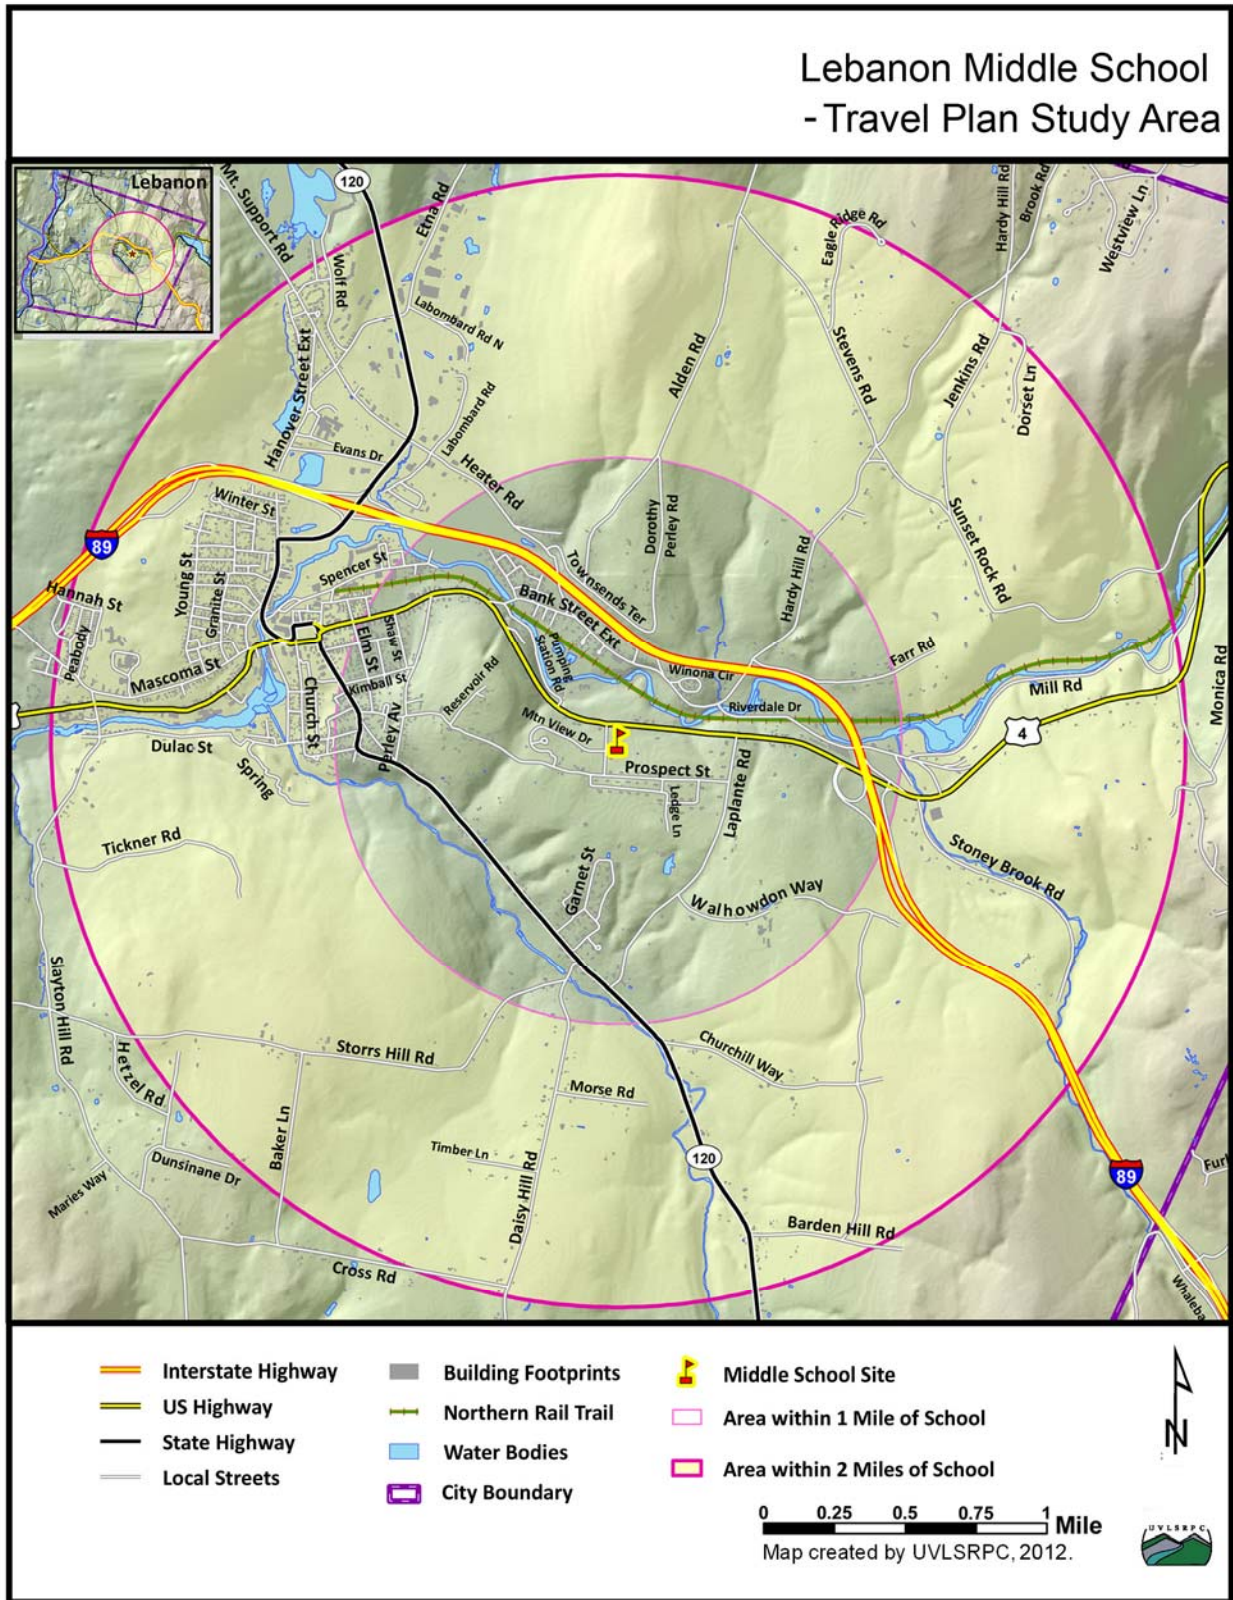 Lebanon Middle School
- Travel Plan Study Area
Lebanon
Mt. Support Rd
120
Etna Rd
Wolf Rd
Labombard Rd N
Hanover Street Ext
Labombard Rd
Evans Dr
Heater Rd
Winter St
89
Alden Rd
Eagle Ridge Rd
Stevens Rd
Hardy Hill Rd
Brook Rd
Westview Ln
Jenkins Rd
Dorset Ln
Sunset Rock Rd
Dorothy
Perley Rd
Hardy Hill Rd
Townsends Ter
Bank Street Ext
Spencer St
Young St
Granite St
Hannah St
Peabody
Mascoma St
Elm St
Shaw St
Kimball St
Church St
Perley Av
Reservoir Rd
Pumping
Station Rd
Winona Cir
Riverdale Dr
Farr Rd
Mill Rd
4
Monica Rd
Mtn View Dr
Prospect St
Ledge Ln
Laplante Rd
Dulac St
Spring
Tickner Rd
Garnet St
Walhowdon Way
Stoney Brook Rd
Slayton Hill Rd
Storrs Hill Rd
Hetzel Rd
Churchill Way
Morse Rd
Baker Ln
Timber Ln
Daisy Hill Rd
Dunsinane Dr
Maries Way
120
89
Barden Hill Rd
Cross Rd
Interstate Highway
US Highway
State Highway
Local Streets
Building Footprints
Northern Rail Trail
Water Bodies
City Boundary
Middle School Site
Area within 1 Mile of School
Area within 2 Miles of School
N
0 0.25 0.5 0.75 1 Mile
Map created by UVLSRPC, 2012.
UVLSRPC